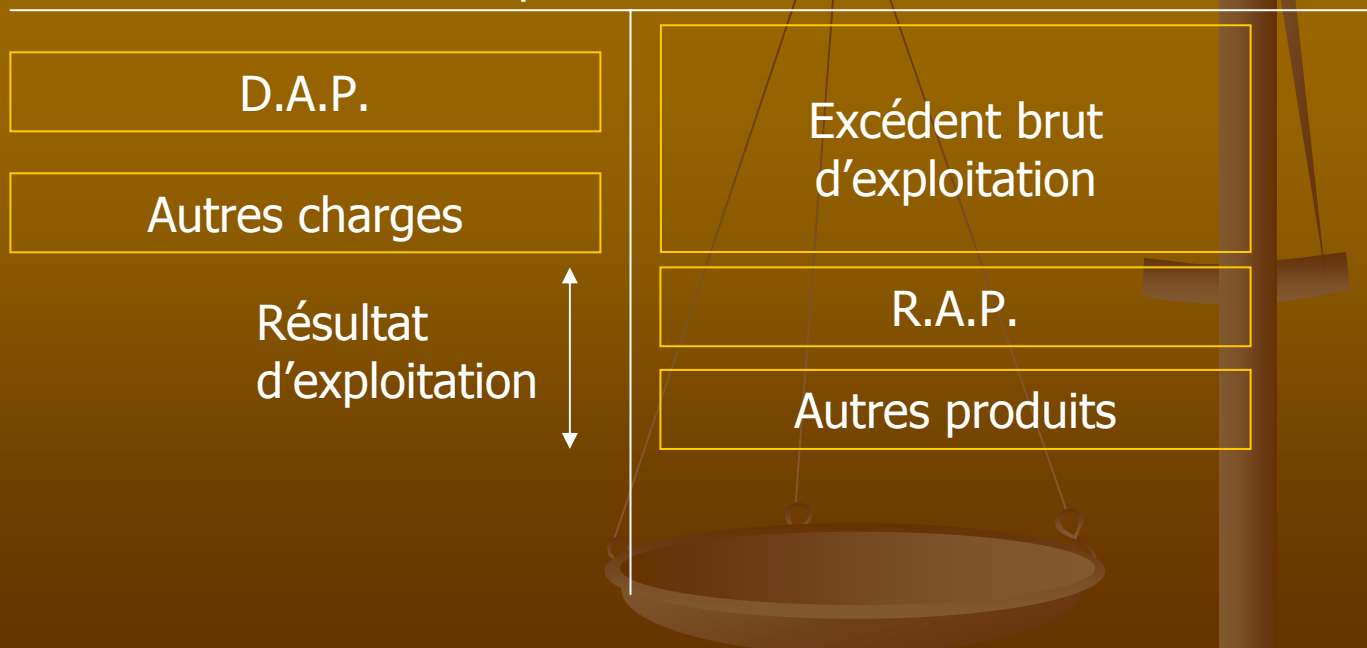 D.A.P.
Autres charges
Résultat
d’exploitation
Excédent brut
d’exploitation
R.A.P.
Autres produits